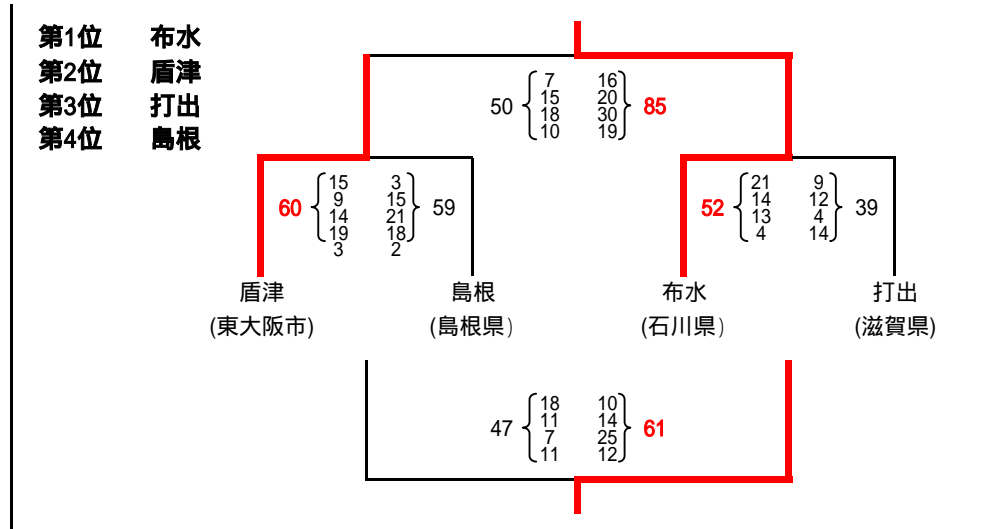 第1位 布水
第2位 盾津
第3位 打出
第4位 島根
7 16
15 20
50 85
18 30
10 19
15 3 21 9
9 15 14 12
60 59 52 39
14 21 13 4
19 18 4 14
3 2
盾津 島根 布水 打出
(東大阪市) (島根県) (石川県) (滋賀県)
18 10
11 14
47 61
7 25
11 12